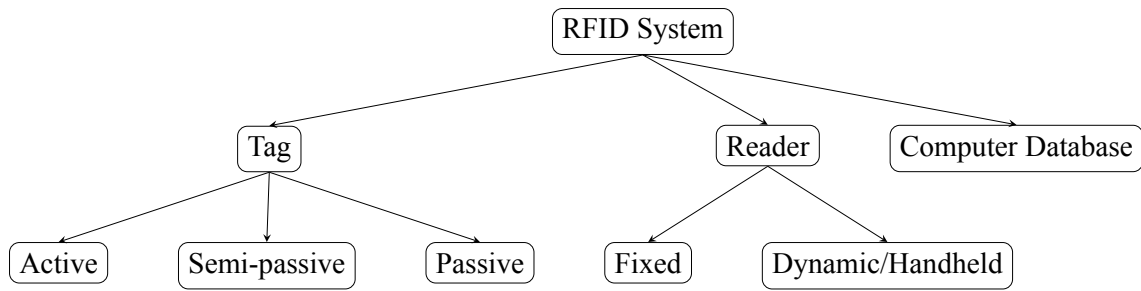 RFID System
Tag
Reader
Computer Database
Active
Semi-passive
Passive
Fixed
Dynamic/Handheld